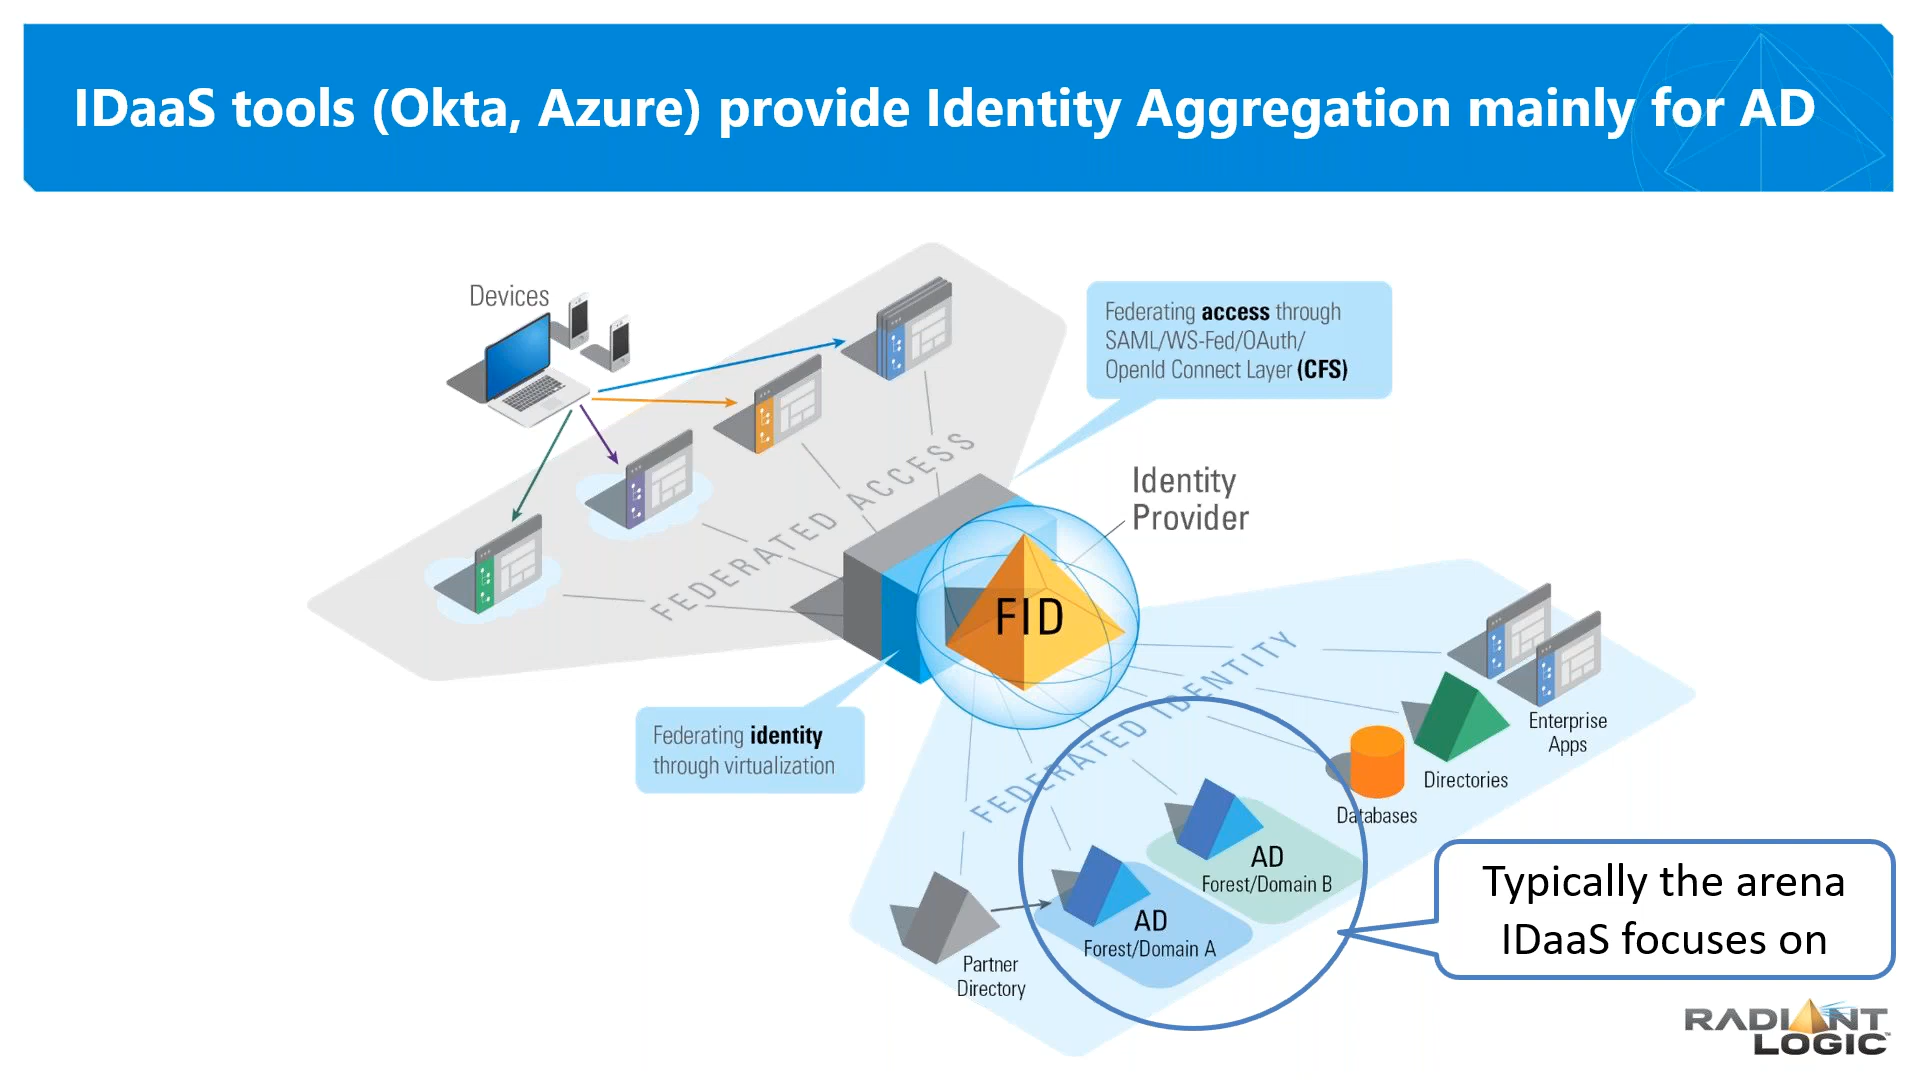 IDaaS tools (Okta, Azure) provide Identity Aggregation mainly for AD
Devices
Federating access through
SAML/WS-Fed/OAuth/
OpenId Connect Layer (CFS)
FEDERATED ACCESS
Identity
Provider
FID
FEDERATED IDENTITY
Federating identity
through virtualization
Enterprise
Apps
Directories
Databases
AD
Forest/Domain B
AD
Forest/Domain A
Partner
Directory
Typically the arena
IDaaS focuses on
RADIANT
LOGIC™